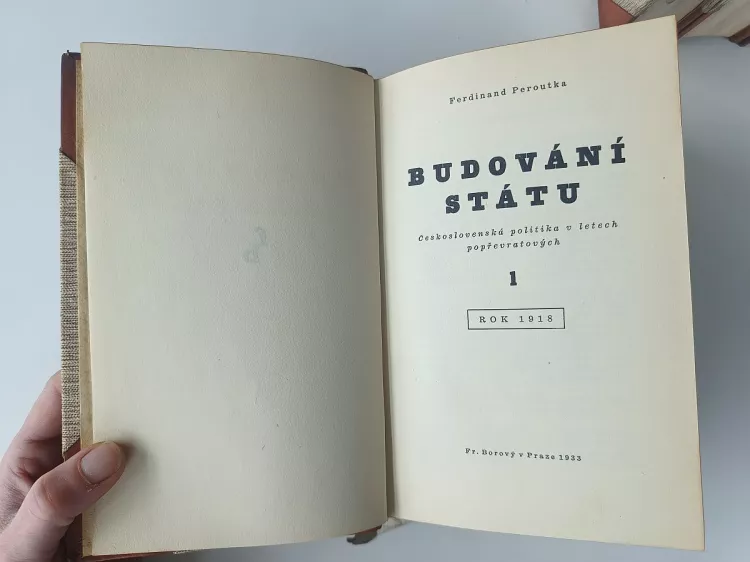 Ferdinand Peroutka
BUDOVÁNÍ
STÁTU
Československá politika v letech
popřevratových
1
ROK 1918
Fr. Borový v Praze 1933